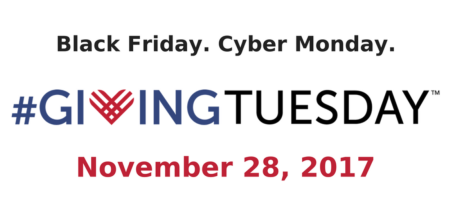 Black Friday. Cyber Monday.
#GIVINGTUESDAY™
November 28, 2017